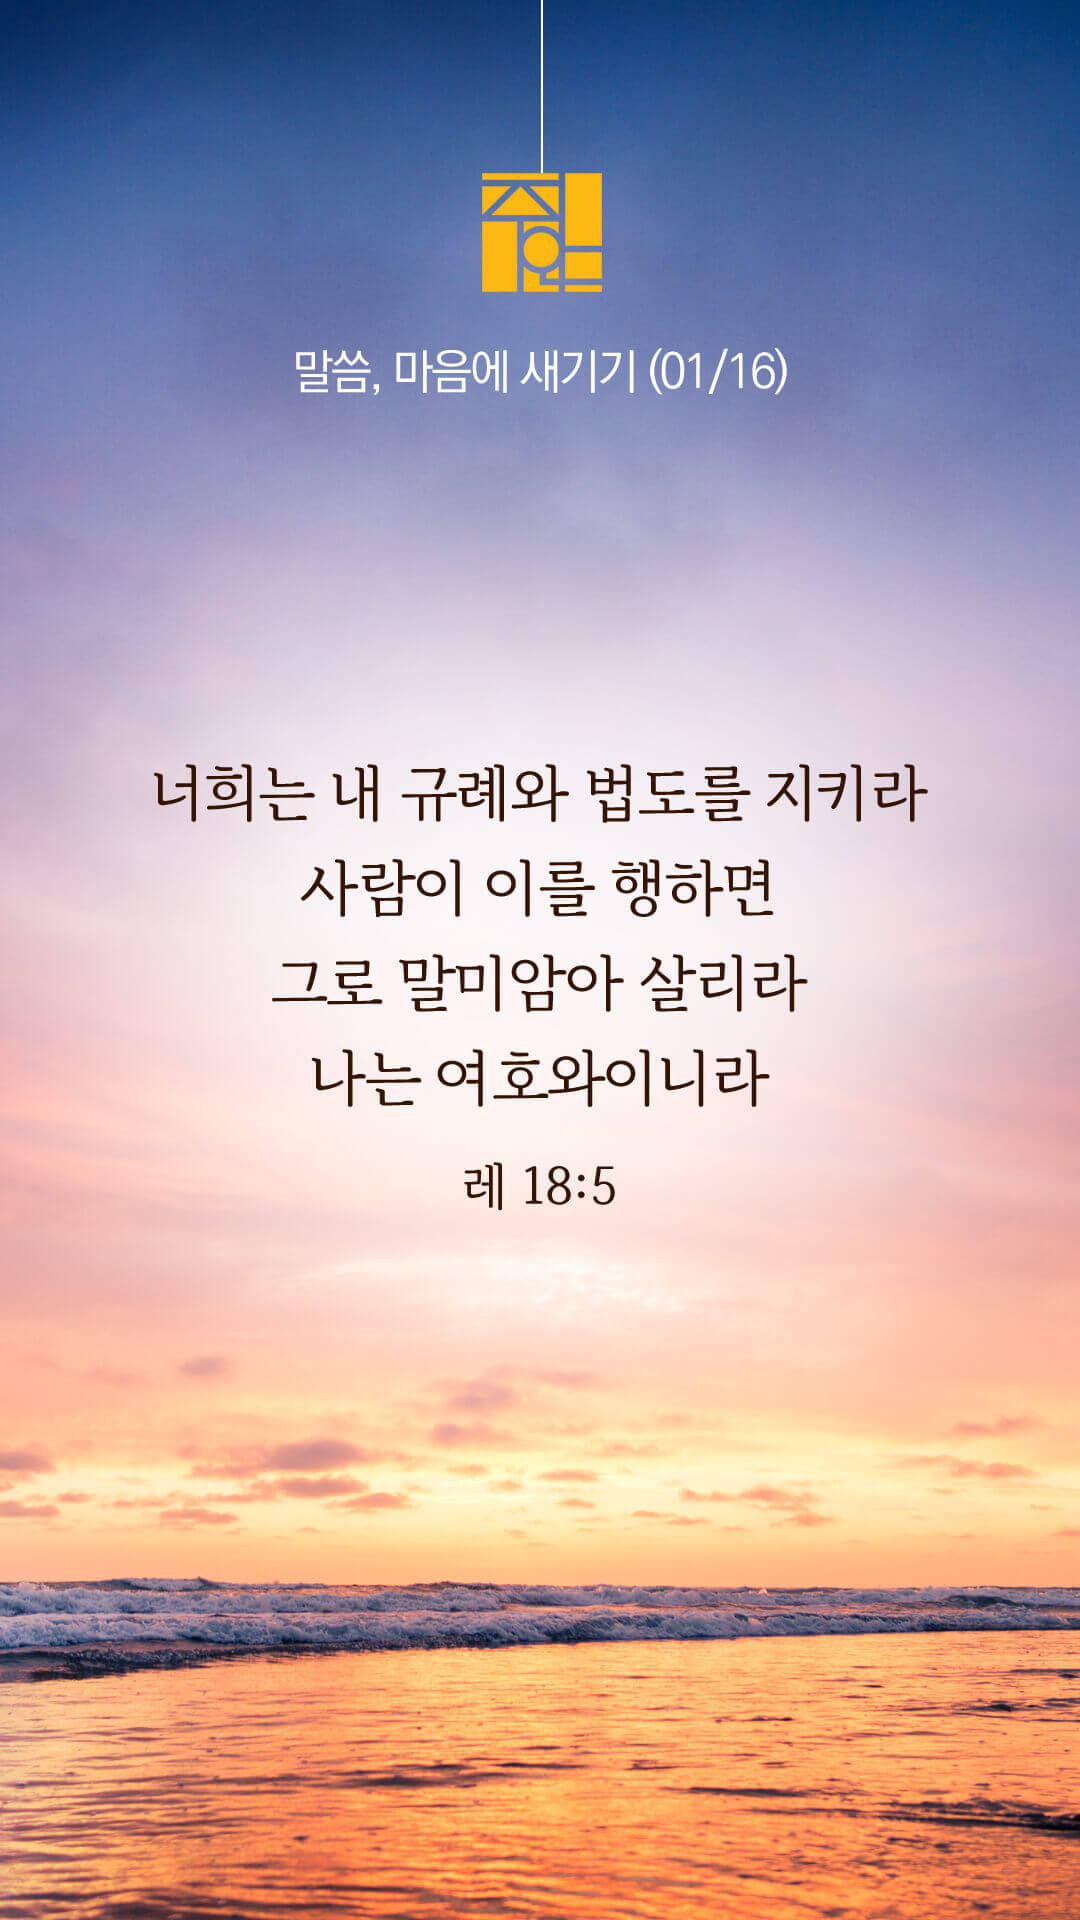 말씀, 마음에 새기기 (01/16)
너희는 내 규례와 법도를 지키라
사람이 이를 행하면
그로 말미암아 살리라
나는 여호와이니라
레 18:5